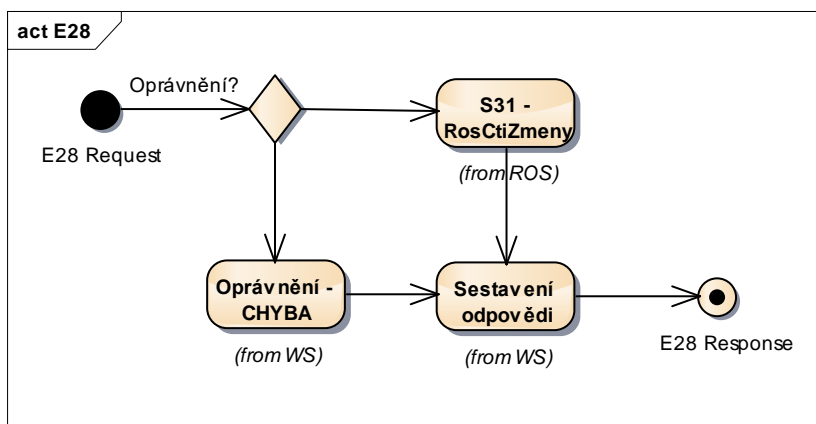 act E28
Oprávnění?
E28 Request
S31 -
RosCtiZmeny
(from ROS)
Oprávnění -
CHYBA
(from WS)
Sestavení
odpovědi
(from WS)
E28 Response